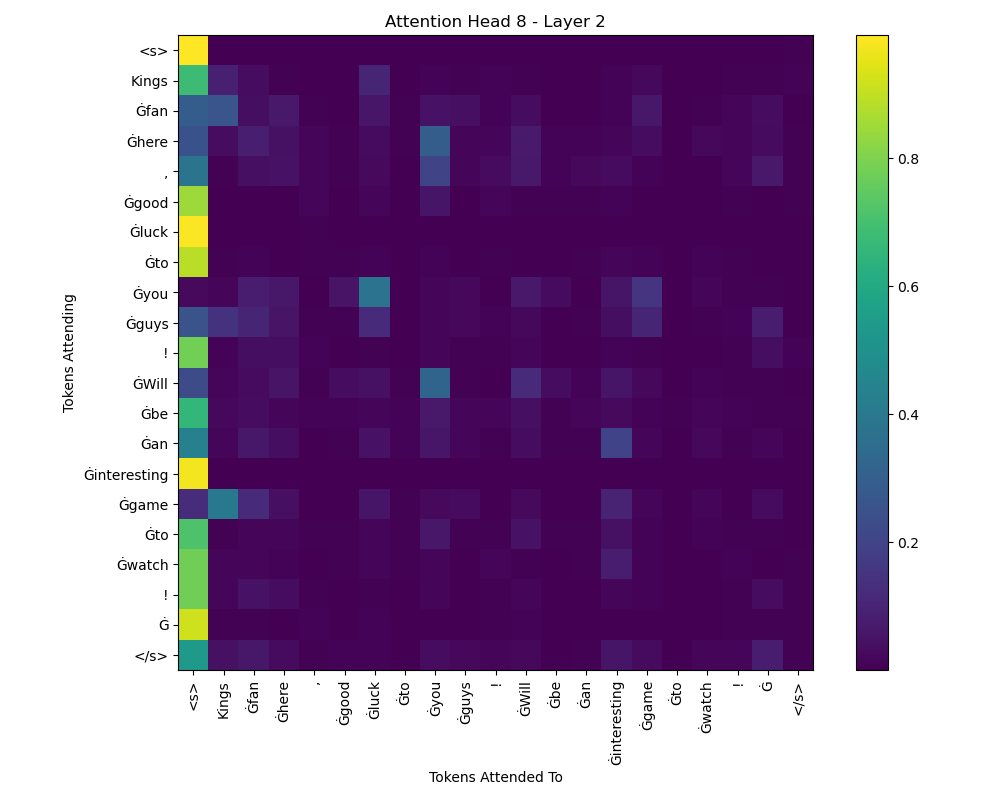 Attention Head 8 - Layer 2
Tokens Attending
<s>
Kings
Ġfan
Ġhere
,
Ġgood
Ġluck
Ġto
Ġyou
Ġguys
!
ĠWill
Ġbe
Ġan
Ġinteresting
Ġgame
Ġto
Ġwatch
!
Ġ
</s>
<s>
Kings
Ġfan
Ġhere
,
Ġgood
Ġluck
Ġto
Ġyou
Ġguys
!
ĠWill
Ġbe
Ġan
Ġinteresting
Ġgame
Ġto
Ġwatch
!
Ġ
</s>
Tokens Attended To
0.8
0.6
0.4
0.2